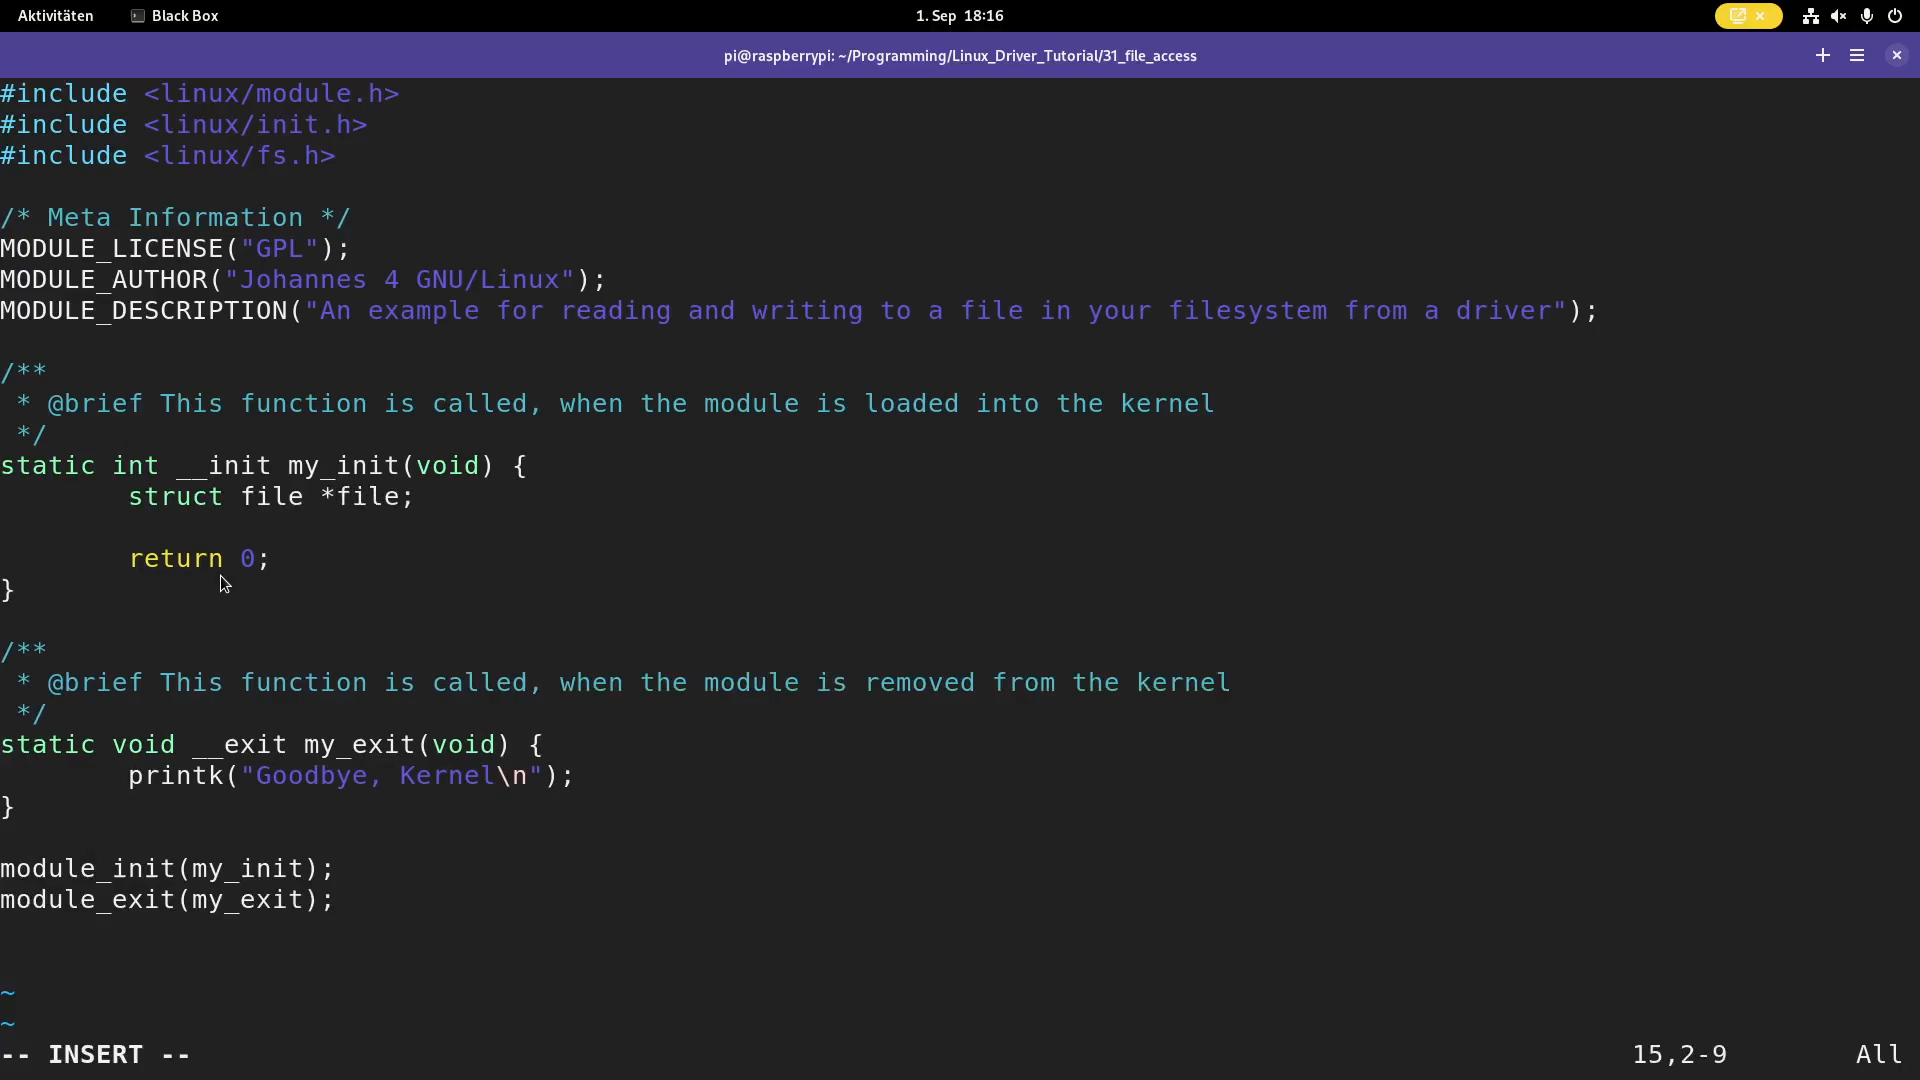 Aktivitäten
Black Box
1. Sep 18:16
pi@raspberrypi: ~/Programming/Linux_Driver_Tutorial/31_file_access
#include <linux/module.h>
#include <linux/init.h>
#include <linux/fs.h>

/* Meta Information */
MODULE_LICENSE("GPL");
MODULE_AUTHOR("Johannes 4 GNU/Linux");
MODULE_DESCRIPTION("An example for reading and writing to a file in your filesystem from a driver");

/**
 * @brief This function is called, when the module is loaded into the kernel
 */
static int __init my_init(void) {
        struct file *file;

        return 0;
}

/**
 * @brief This function is called, when the module is removed from the kernel
 */
static void __exit my_exit(void) {
        printk("Goodbye, Kernel\n");
}

module_init(my_init);
module_exit(my_exit);

~
~
-- INSERT -- 15,2-9 All